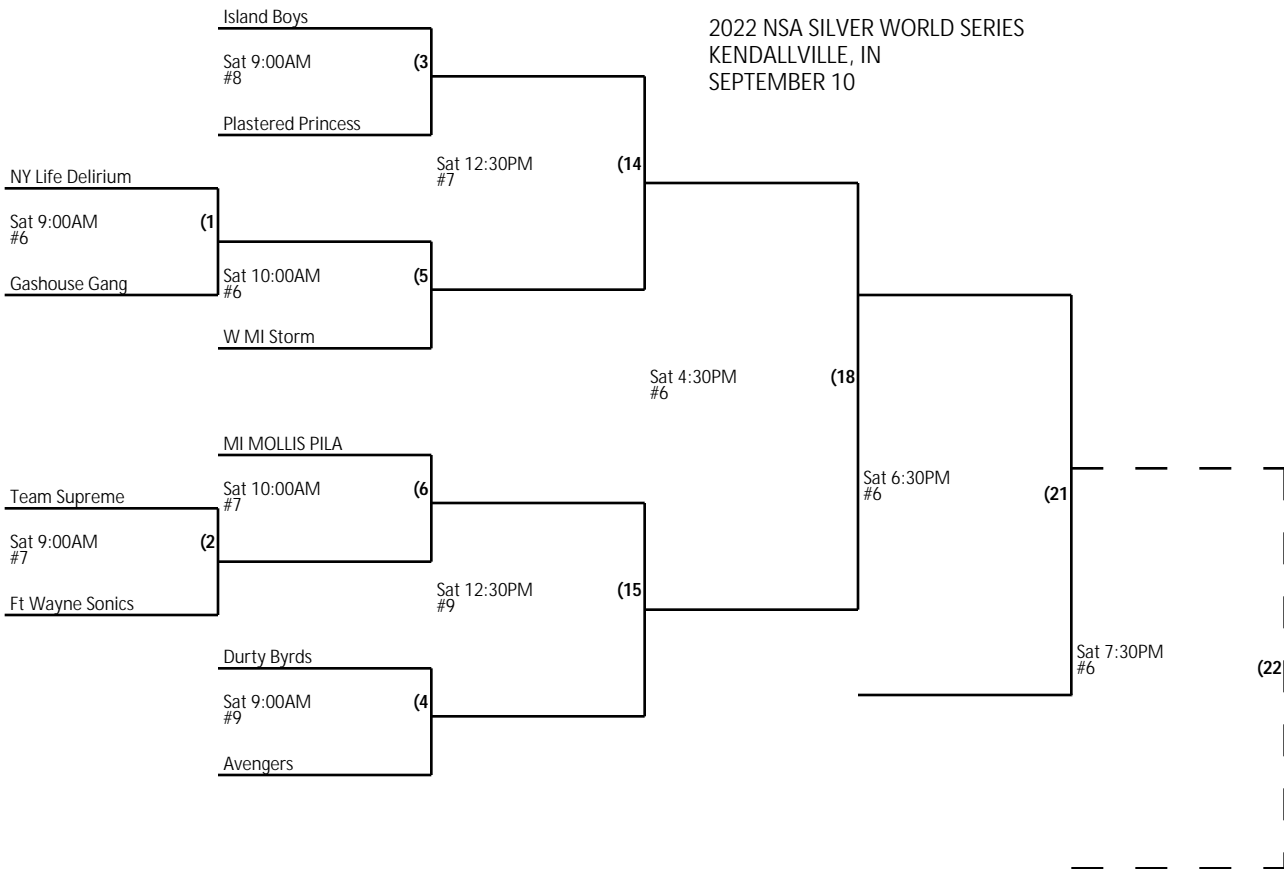 2022 NSA SILVER WORLD SERIES
KENDALLVILLE, IN
SEPTEMBER 10
Island Boys
Sat 9:00AM (3
#8
Plastered Princess
Sat 12:30PM (14
#7
NY Life Delirium
Sat 9:00AM (1
#6
Gashouse Gang
Sat 10:00AM (5
#6
W MI Storm
Sat 4:30PM (18
#6
MI MOLLIS PILA
Sat 10:00AM (6
#7
Team Supreme
Sat 9:00AM (2
#7
Ft Wayne Sonics
Sat 12:30PM (15
#9
Durty Byrds
Sat 9:00AM (4
#9
Avengers
Sat 6:30PM (21
#6
Sat 7:30PM (22
#6